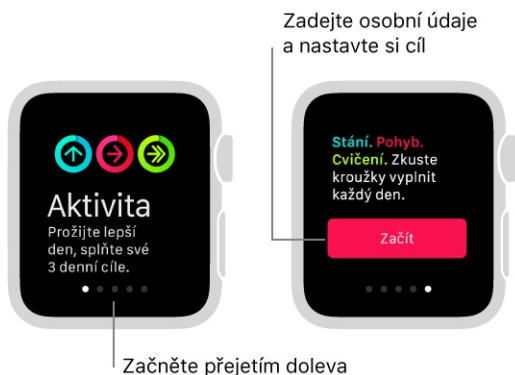 Zadejte osobní údaje
a nastavte si cíl
Aktivita
Prožijte lepší
den, splňte své
3 denní cíle.
Stání. Pohyb.
Cvičení. Zkuste
kroužky vyplnit
každý den.
Začít
Začněte přejetím doleva